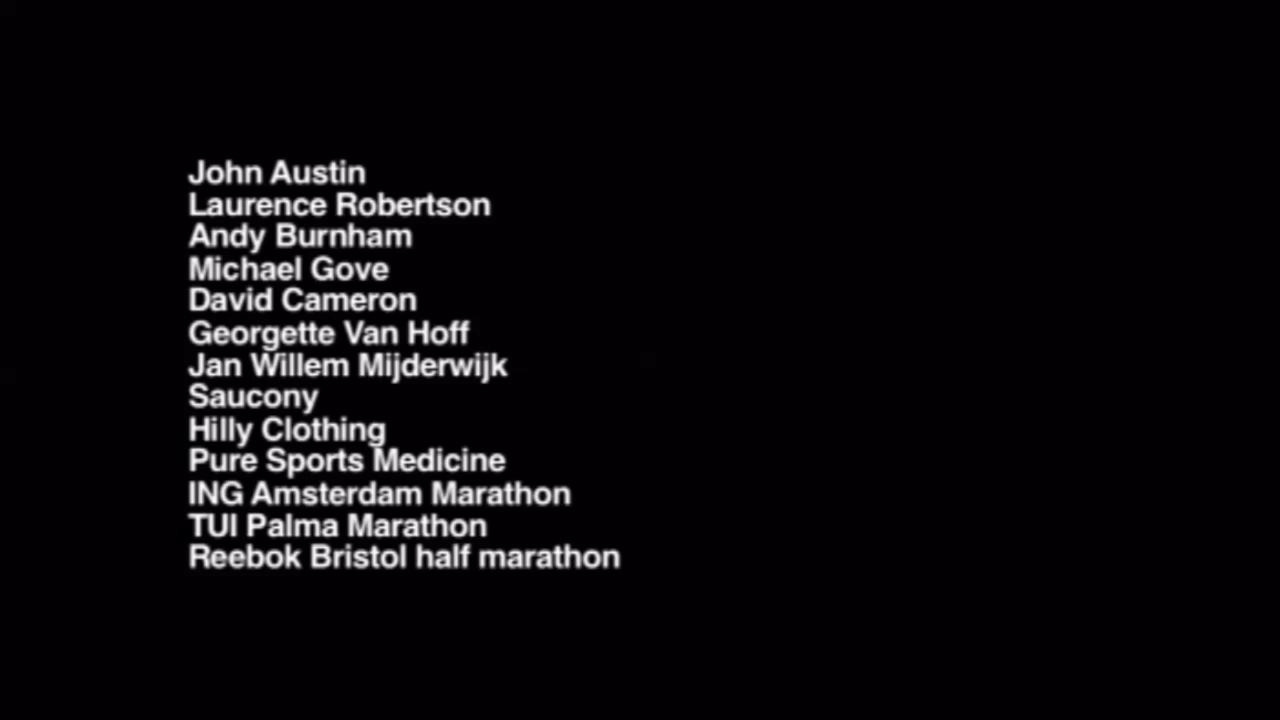 John Austin
Laurence Robertson
Andy Burnham
Michael Gove
David Cameron
Georgette Van Hoff
Jan Willem Mijderwijk
Saucony
Hilly Clothing
Pure Sports Medicine
ING Amsterdam Marathon
TUI Palma Marathon
Reebok Bristol half marathon